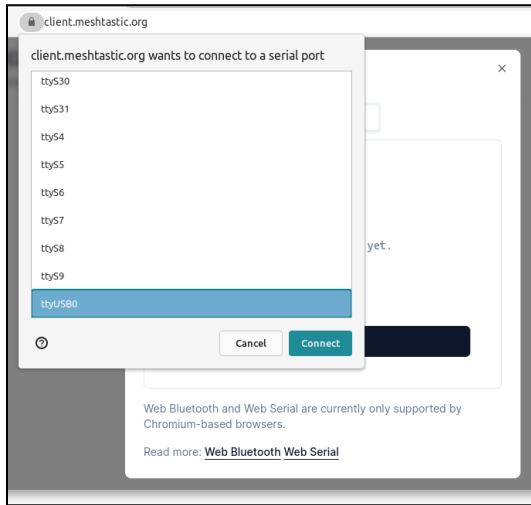 client.meshtastic.org
client.meshtastic.org wants to connect to a serial port
ttyS30
ttyS31
ttyS4
ttyS5
ttyS6
ttyS7
ttyS8
ttyS9
ttyUSB0
Cancel
Connect
yet.
Web Bluetooth and Web Serial are currently only supported by
Chromium-based browsers.
Read more: Web Bluetooth Web Serial